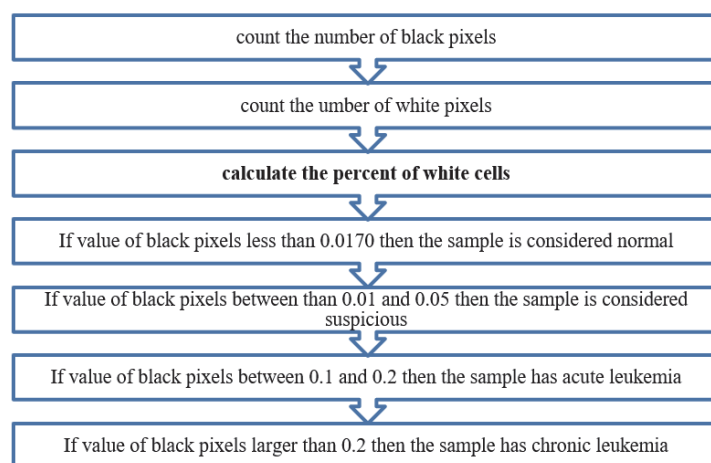 count the number of black pixels
count the umber of white pixels
calculate the percent of white cells
If value of black pixels less than 0.0170 then the sample is considered normal
If value of black pixels between than 0.01 and 0.05 then the sample is considered
suspicious
If value of black pixels between 0.1 and 0.2 then the sample has acute leukemia
If value of black pixels larger than 0.2 then the sample has chronic leukemia